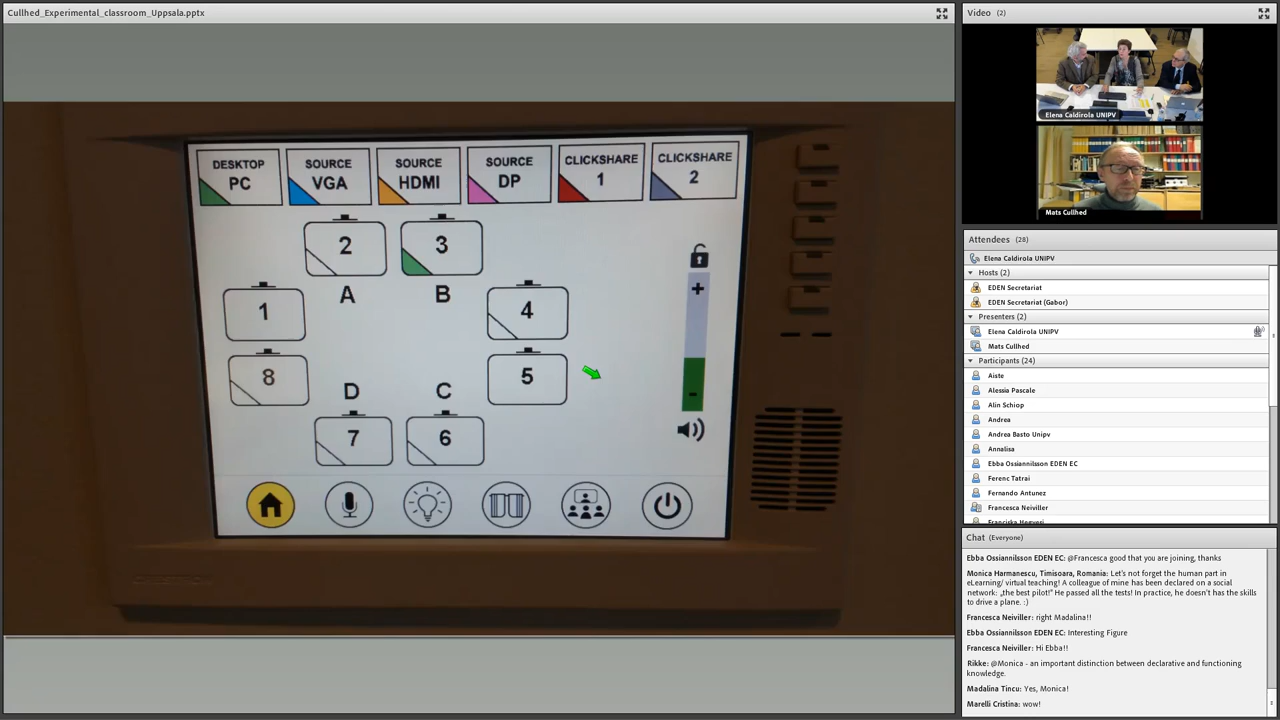 Cullhed_Experimental_classroom_Uppsala.pptx
DESKTOP
PC
SOURCE
VGA
SOURCE
HDMI
SOURCE
DP
CLICKSHARE
1
CLICKSHARE
2
2
3
A
B
1
4
+
8
5
-
D
C
7
6
Video (2)
Elena Caldirola UNIPV
Mats Cullhed
Attendees (28)
Elena Caldirola UNIPV
Hosts (2)
EDEN Secretariat
EDEN Secretariat (Gabor)
Presenters (2)
Elena Caldirola UNIPV
Mats Cullhed
Participants (24)
Aiste
Alessia Pascale
Alin Schiop
Andrea
Andrea Basto Unipv
Annalisa
Ebba Ossiannilsson EDEN EC
Ferenc Tatrai
Fernando Antunez
Francesca Neiviller
Chat (Everyone)
Ebba Ossiannilsson EDEN EC: @Francesca good that you are joining, thanks
Monica Harmanescu, Timisoara, Romania: Let's not forget the human part in
eLearning/ virtual teaching! A colleague of mine has been declared on a social
network: „the best pilot!" He passed all the tests! In practice, he doesn't has the skills
to drive a plane. :)
Francesca Neiviller: right Madalina!!
Ebba Ossiannilsson EDEN EC: Interesting Figure
Francesca Neiviller: Hi Ebba!!
Rikke: @Monica - an important distinction between declarative and functioning
knowledge.
Madalina Tincu: Yes, Monica!
Marelli Cristina: wow!